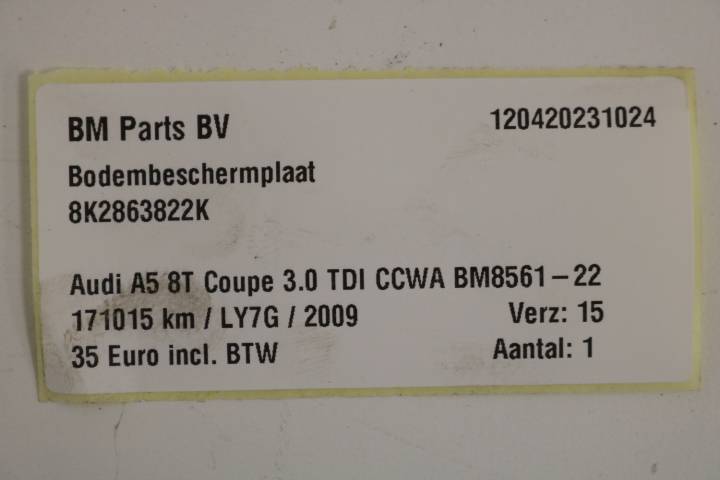 BM Parts BV 120420231024
Bodembeschermplaat
8K2863822K
Audi A5 8T Coupe 3.0 TDI CCWA BM8561-22
171015 km / LY7G / 2009 Verz: 15
35 Euro incl. BTW Aantal: 1